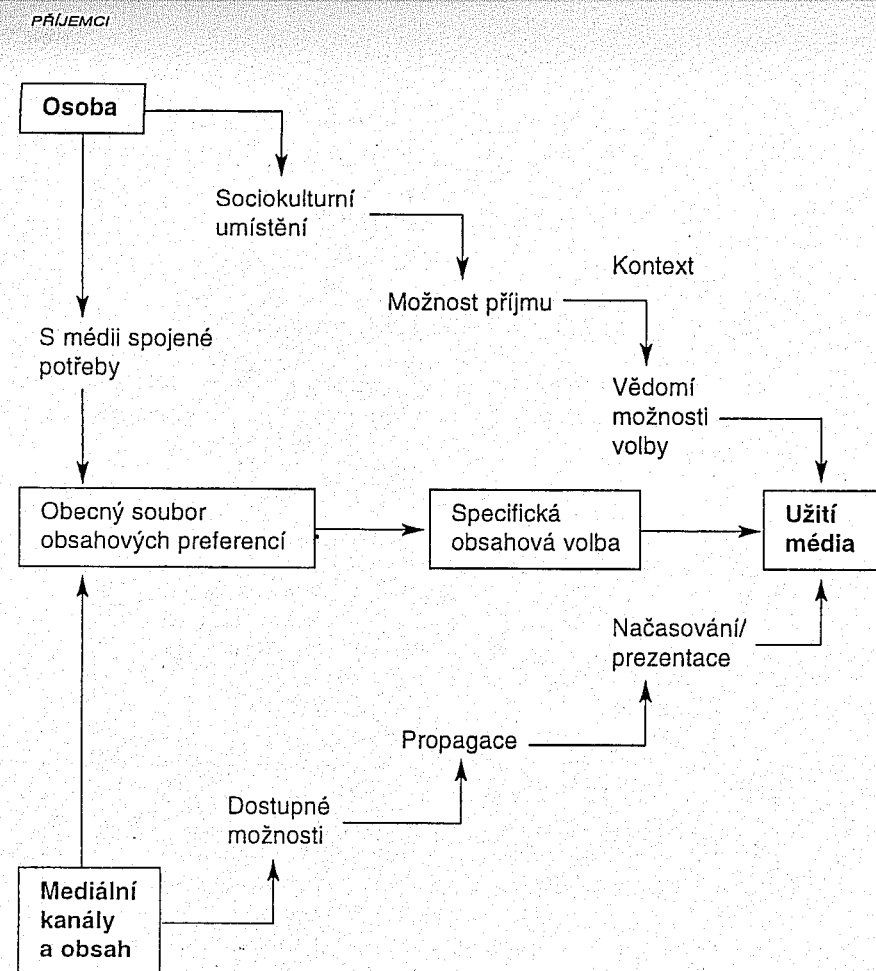 PŘÍJEMCI
Osoba
Sociokulturní
umístění
Kontext
Možnost příjmu
S médii spojené
potřeby
Vědomí
možnosti
volby
Obecný soubor
obsahových preferencí
Specifická
obsahová volba
Užití
média
Načasování/
prezentace
Propagace
Dostupné
možnosti
Mediální
kanály
a obsah